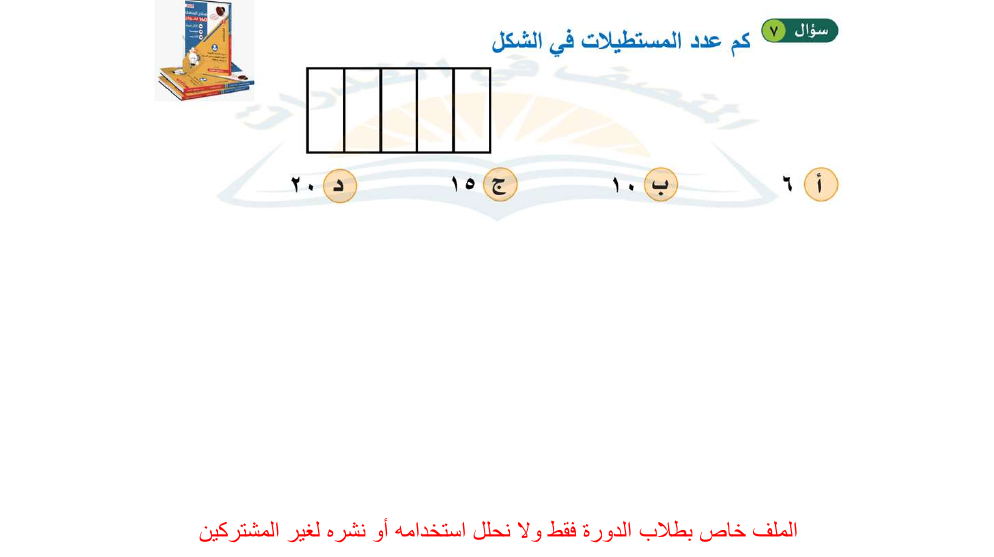 سؤال ٧
كم عدد المستطيلات في الشكل
أ ٦
ب ١٠
ج ١٥
د ٢٠
الملف خاص بطلاب الدورة فقط ولا نحلل استخدامه أو نشره لغير المشتركين